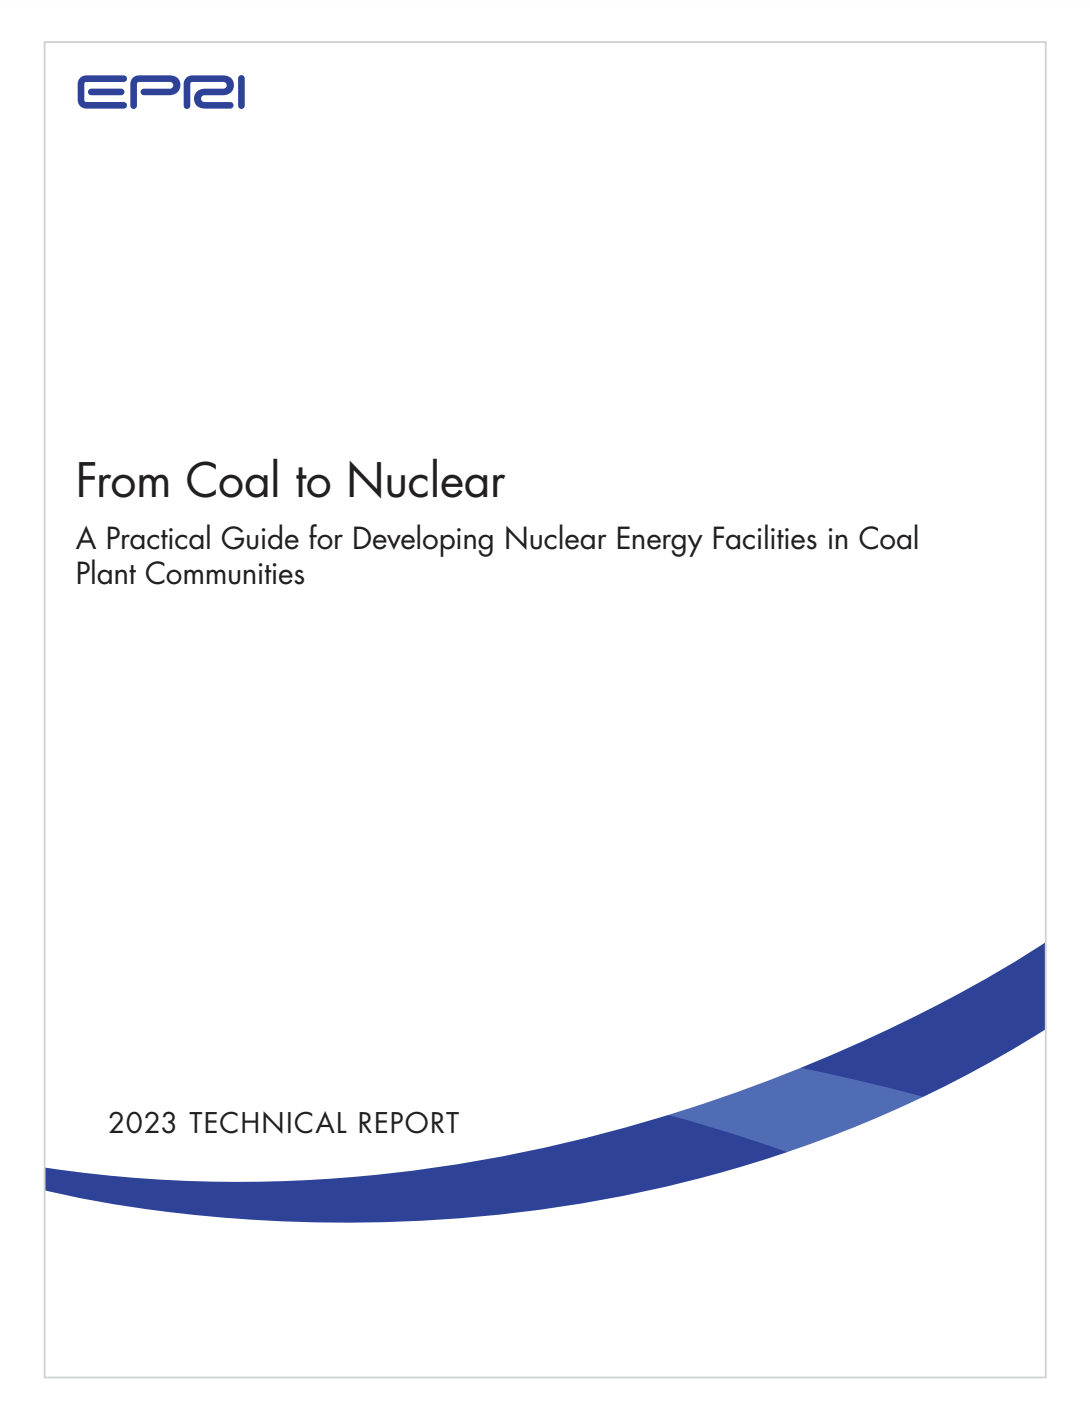 EPRI
From Coal to Nuclear
A Practical Guide for Developing Nuclear Energy Facilities in Coal
Plant Communities
2023 TECHNICAL REPORT